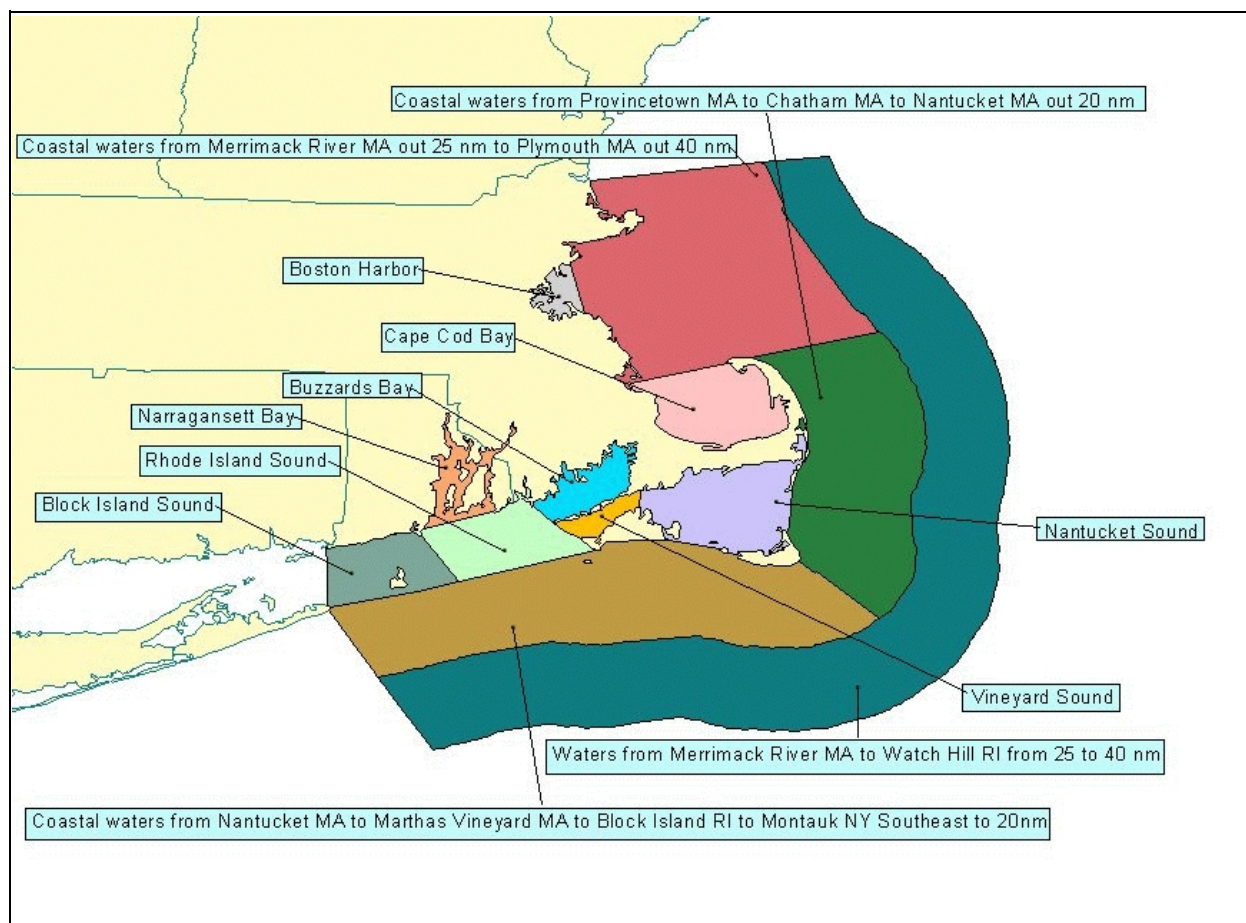 Coastal waters from Provincetown MA to Chatham MA to Nantucket MA out 20 nm
Coastal waters from Merrimack River MA out 25 nm to Plymouth MA out 40 nm
Boston Harbor
Cape Cod Bay
Buzzards Bay
Narragansett Bay
Rhode Island Sound
Block Island Sound
Nantucket Sound
Vineyard Sound
Waters from Merrimack River MA to Watch Hill RI from 25 to 40 nm
Coastal waters from Nantucket MA to Marthas Vineyard MA to Block Island RI to Montauk NY Southeast to 20nm